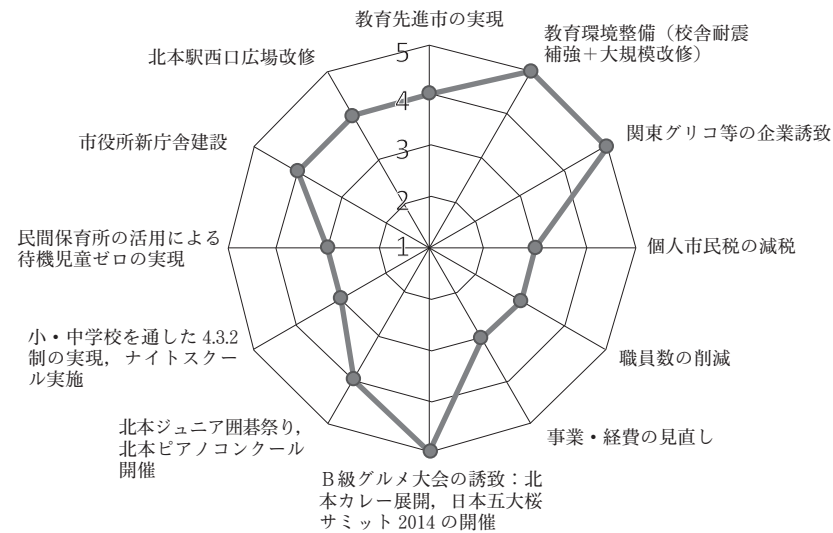 教育先進市の実現
教育環境整備（校舎耐震
補強＋大規模改修）
関東グリコ等の企業誘致
個人市民税の減税
職員数の削減
事業・経費の見直し
Ｂ級グルメ大会の誘致：北
本カレー展開，日本五大桜
サミット 2014 の開催
北本ジュニア囲碁祭り，
北本ピアノコンクール
開催
小・中学校を通した 4.3.2
制の実現，ナイトスクー
ル実施
民間保育所の活用による
待機児童ゼロの実現
市役所新庁舎建設
北本駅西口広場改修
5
4
3
2
1